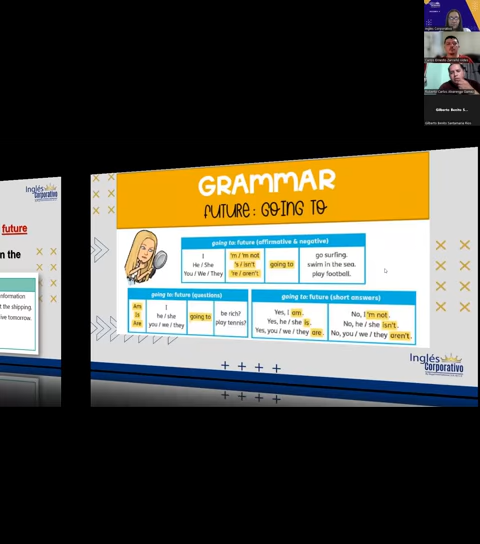 Inglés Corporativo
Gilberto Benito S...
Inglés
Corporativo
future
n the
nformation
t the shipping.
ive tomorrow.
GRAMMAR
FUTURE: GOING TO
going to: future (affirmative & negative)
I 'm / 'm not going to go surfing.
He / She 's / isn't swim in the sea.
You / We / They 're / aren't. play football.
going to: future (questions)
Am I going to be rich?
Is he / she play tennis?
Are you / we / they
going to: future (short answers)
Yes, I am. No, I'm not.
Yes, he / she is. No, he / she isn't.
Yes, you / we / they are. No, you / we / they aren't.
Inglés
Corporativo